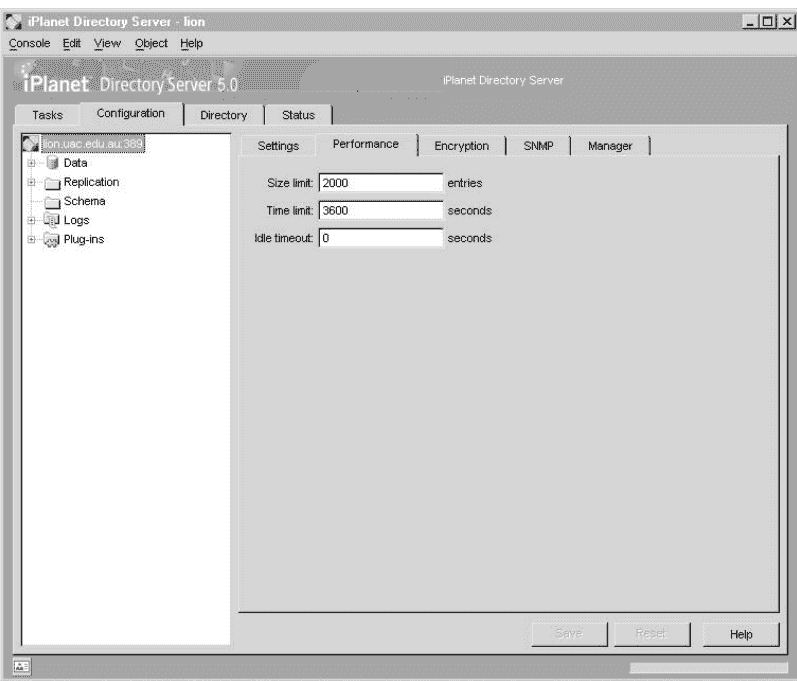 iPlanet Directory Server - lion
Console Edit View Object Help
iPlanet Directory Server 5.0
iPlanet Directory Server
Tasks Configuration Directory Status
lion.uac.edu.au:389
Data
Replication
Schema
Logs
Plug-ins
Settings Performance Encryption SNMP Manager
Size limit: 2000 entries
Time limit: 3600 seconds
Idle timeout: 0 seconds
Save Reset Help